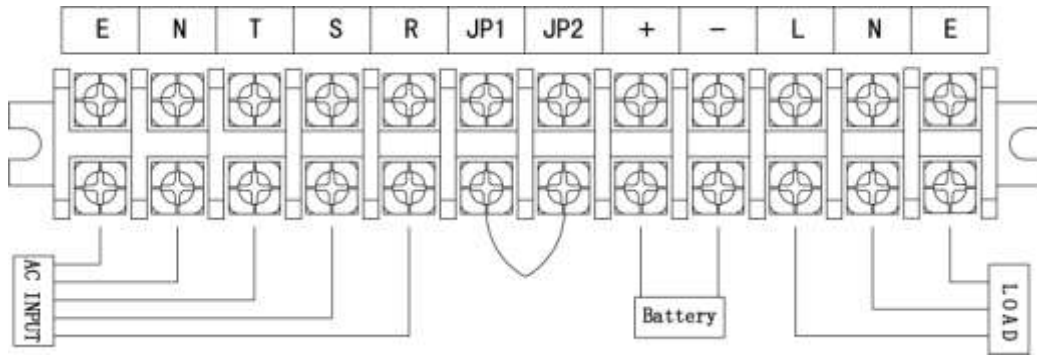 E N T S R JP1 JP2 + − L N E
AC INPUT
Battery
LOAD